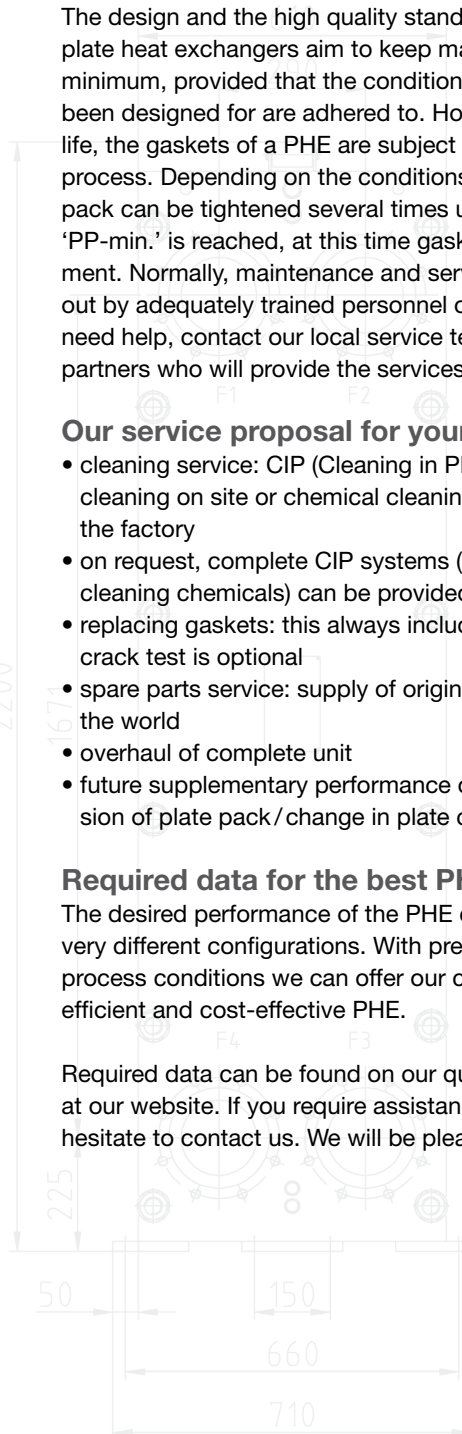 The design and the high quality stand
plate heat exchangers aim to keep ma
minimum, provided that the condition
been designed for are adhered to. Ho
life, the gaskets of a PHE are subject
process. Depending on the conditions
pack can be tightened several times u
‘PP-min.’ is reached, at this time gask
ment. Normally, maintenance and serv
out by adequately trained personnel o
need help, contact our local service te
partners who will provide the services
F1 F2
Our service proposal for your
• cleaning service: CIP (Cleaning in Pl
cleaning on site or chemical cleanin
the factory
• on request, complete CIP systems (
cleaning chemicals) can be provided
• replacing gaskets: this always includ
crack test is optional
• spare parts service: supply of origin
the world
• overhaul of complete unit
• future supplementary performance c
sion of plate pack / change in plate c
1671
Required data for the best PH
The desired performance of the PHE c
very different configurations. With pre
process conditions we can offer our c
efficient and cost-effective PHE.
F4 F3
Required data can be found on our qu
at our website. If you require assistan
hesitate to contact us. We will be plea
225
50 150
660
710